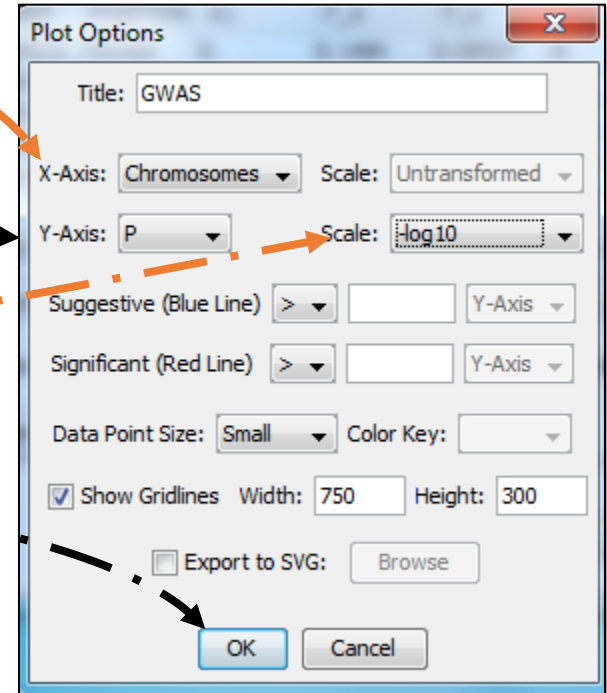 Plot Options
Title: GWAS
X-Axis: Chromosomes Scale: Untransformed
Y-Axis: P Scale: -log10
Suggestive (Blue Line) > Y-Axis
Significant (Red Line) > Y-Axis
Data Point Size: Small Color Key:
Show Gridlines Width: 750 Height: 300
Export to SVG: Browse
OK Cancel